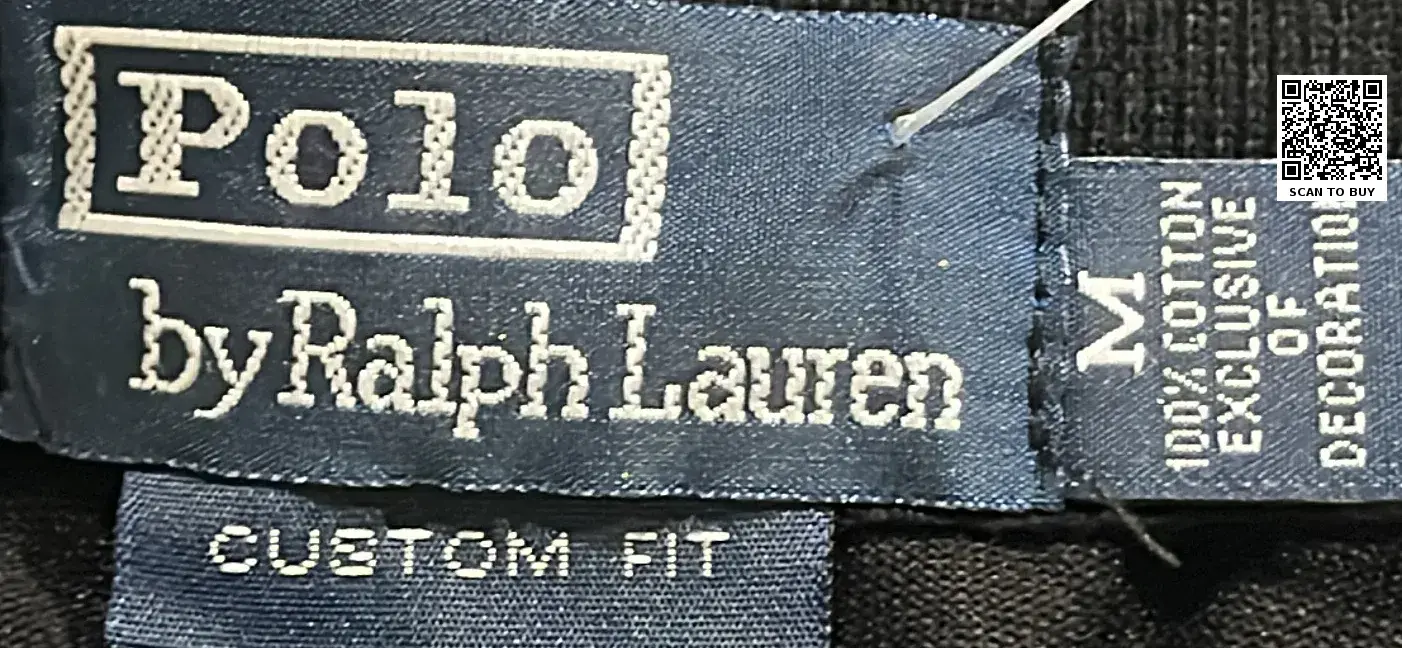 Polo
by Ralph Lauren
CUSTOM FIT
M
100% COTTON
EXCLUSIVE
OF
DECORATION
SCAN TO BUY